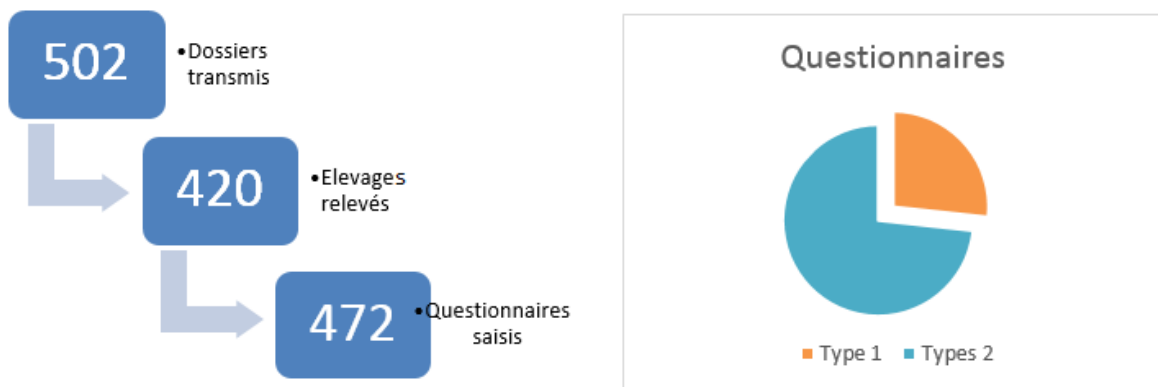 502
•Dossiers
transmis
420
•Elevages
relevés
472
•Questionnaires
saisis
Questionnaires
Type 1
Types 2